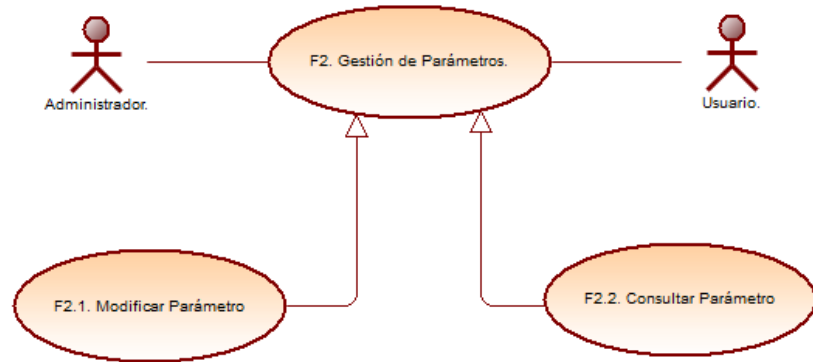 F2. Gestión de Parámetros.
Administrador.
Usuario.
F2.1. Modificar Parámetro
F2.2. Consultar Parámetro